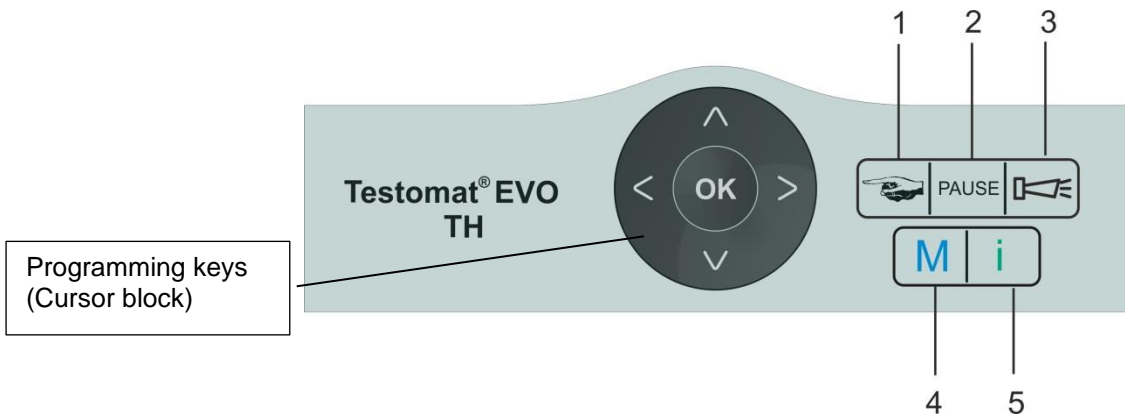 1 2 3
Testomat® EVO
TH
OK
PAUSE
Programming keys
(Cursor block)
M i
4 5